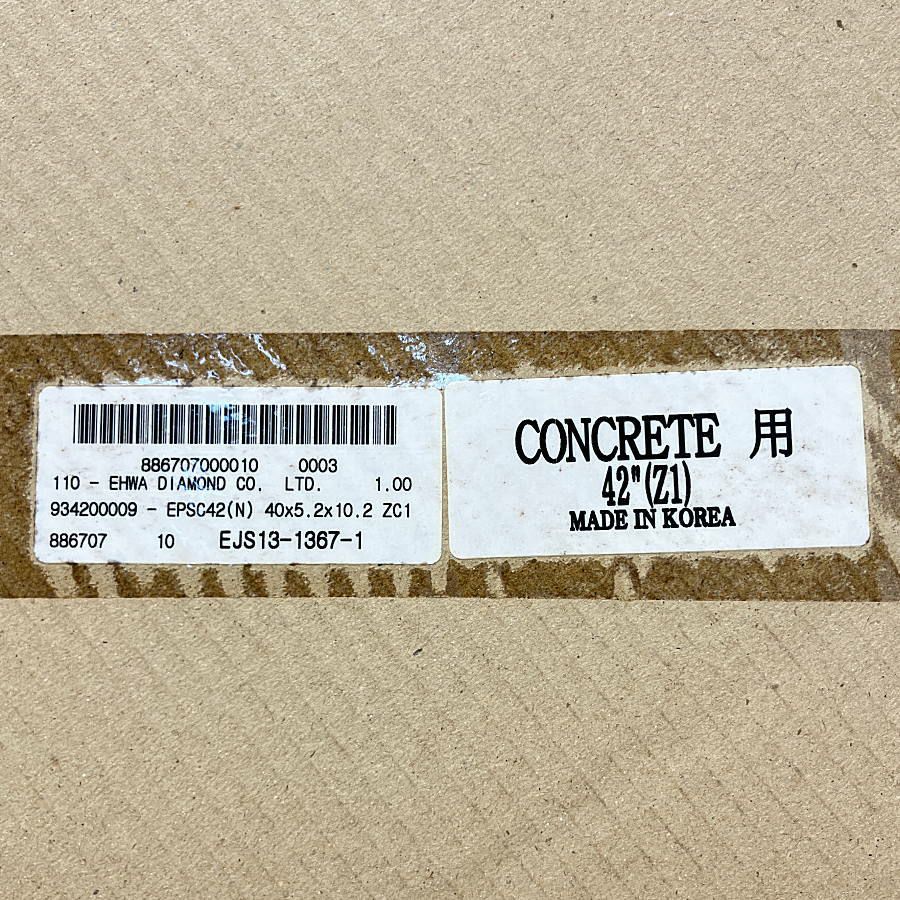 886707000010 0003
110 - EHWA DIAMOND CO. LTD. 1.00
934200009 - EPSC42(N) 40x5.2x10.2 ZC1
886707 10 EJS13-1367-1
CONCRETE 用
42"(Z1)
MADE IN KOREA